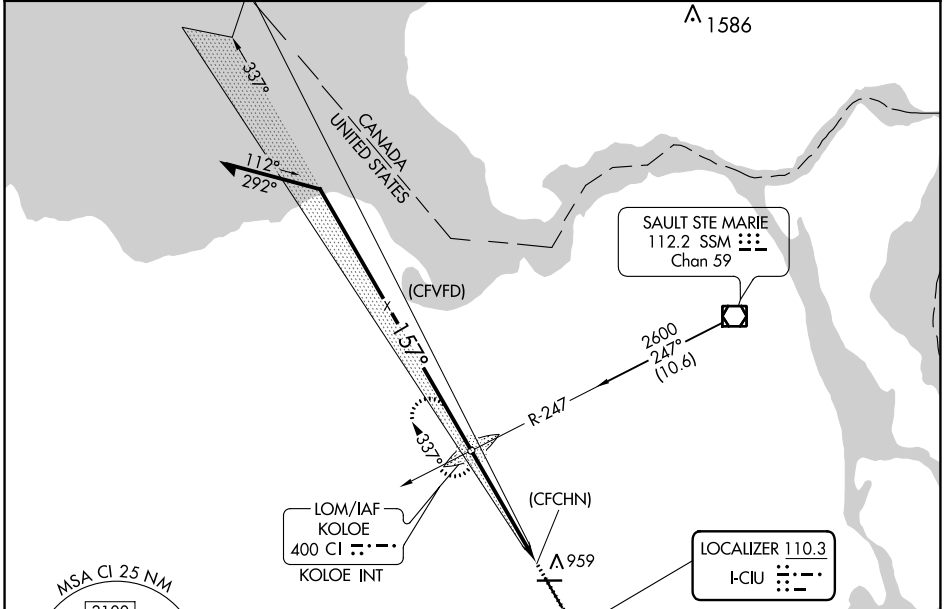 1586
337°
CANADA
UNITED STATES
112°
292°
SAULT STE MARIE
112.2 SSM
Chan 59
(CFVFD)
157°
2600
247°
(10.6)
R-247
337°
(CFCHN)
LOM/IAF
KOLOE
400 CI
KOLOE INT
959
LOCALIZER 110.3
I-CIU
MSA CI 25 NM